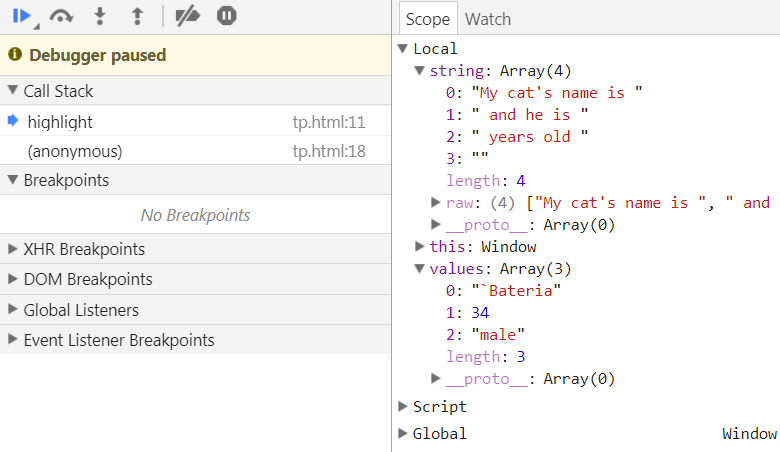 Debugger paused
Call Stack
highlight tp.html:11
(anonymous) tp.html:18
Breakpoints
No Breakpoints
XHR Breakpoints
DOM Breakpoints
Global Listeners
Event Listener Breakpoints
Scope Watch
Local
string: Array(4)
0: "My cat's name is "
1: " and he is "
2: " years old "
3: ""
length: 4
raw: (4) ["My cat's name is ", " and
__proto__: Array(0)
this: Window
values: Array(3)
0: "`Bateria"
1: 34
2: "male"
length: 3
__proto__: Array(0)
Script
Global Window